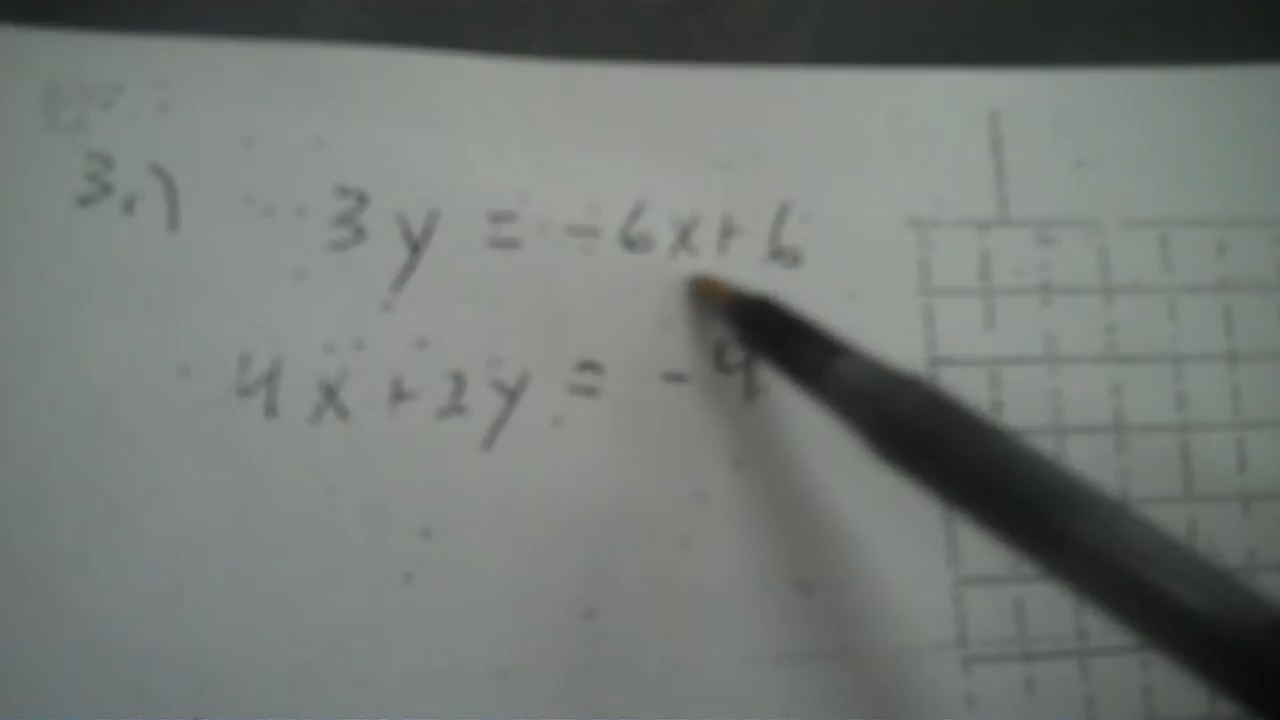 3.) 3y = -6x+6
4x+2y = -4